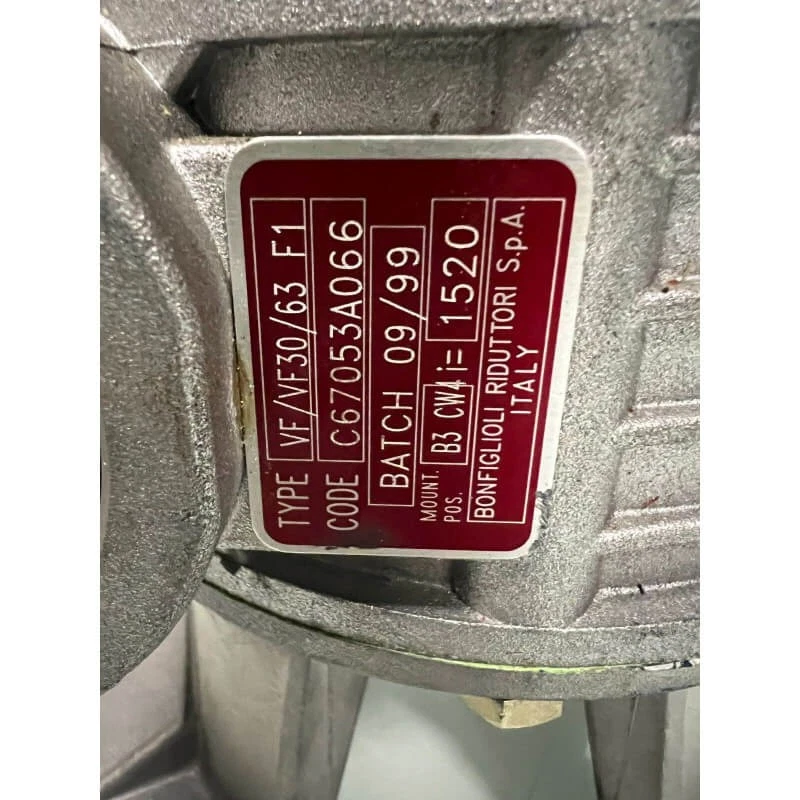 TYPE VF/VF30/63 F1
CODE C67053A066
BATCH 09/99
MOUNT. POS. B3 CW4 i= 1520
BONFIGLIOLI RIDUTTORI S.p.A.
ITALY